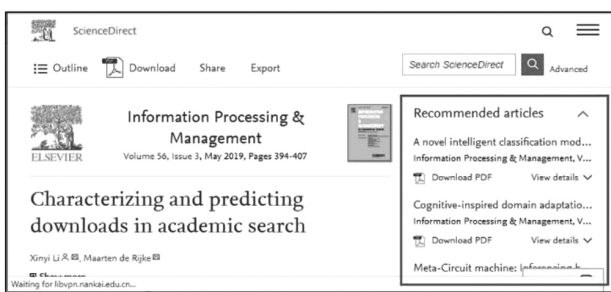 ScienceDirect
Outline Download Share Export
Search ScienceDirect Advanced
ELSEVIER
Information Processing &
Management
Volume 56, Issue 3, May 2019, Pages 394-407
Characterizing and predicting
downloads in academic search
Xinyi Li, Maarten de Rijke
Show more
Waiting for libvpn.nankai.edu.cn...
Recommended articles
A novel intelligent classification mod...
Information Processing & Management, V...
Download PDF View details
Cognitive-inspired domain adaptatio...
Information Processing & Management, V...
Download PDF View details
Meta-Circuit machine: Inferencing h